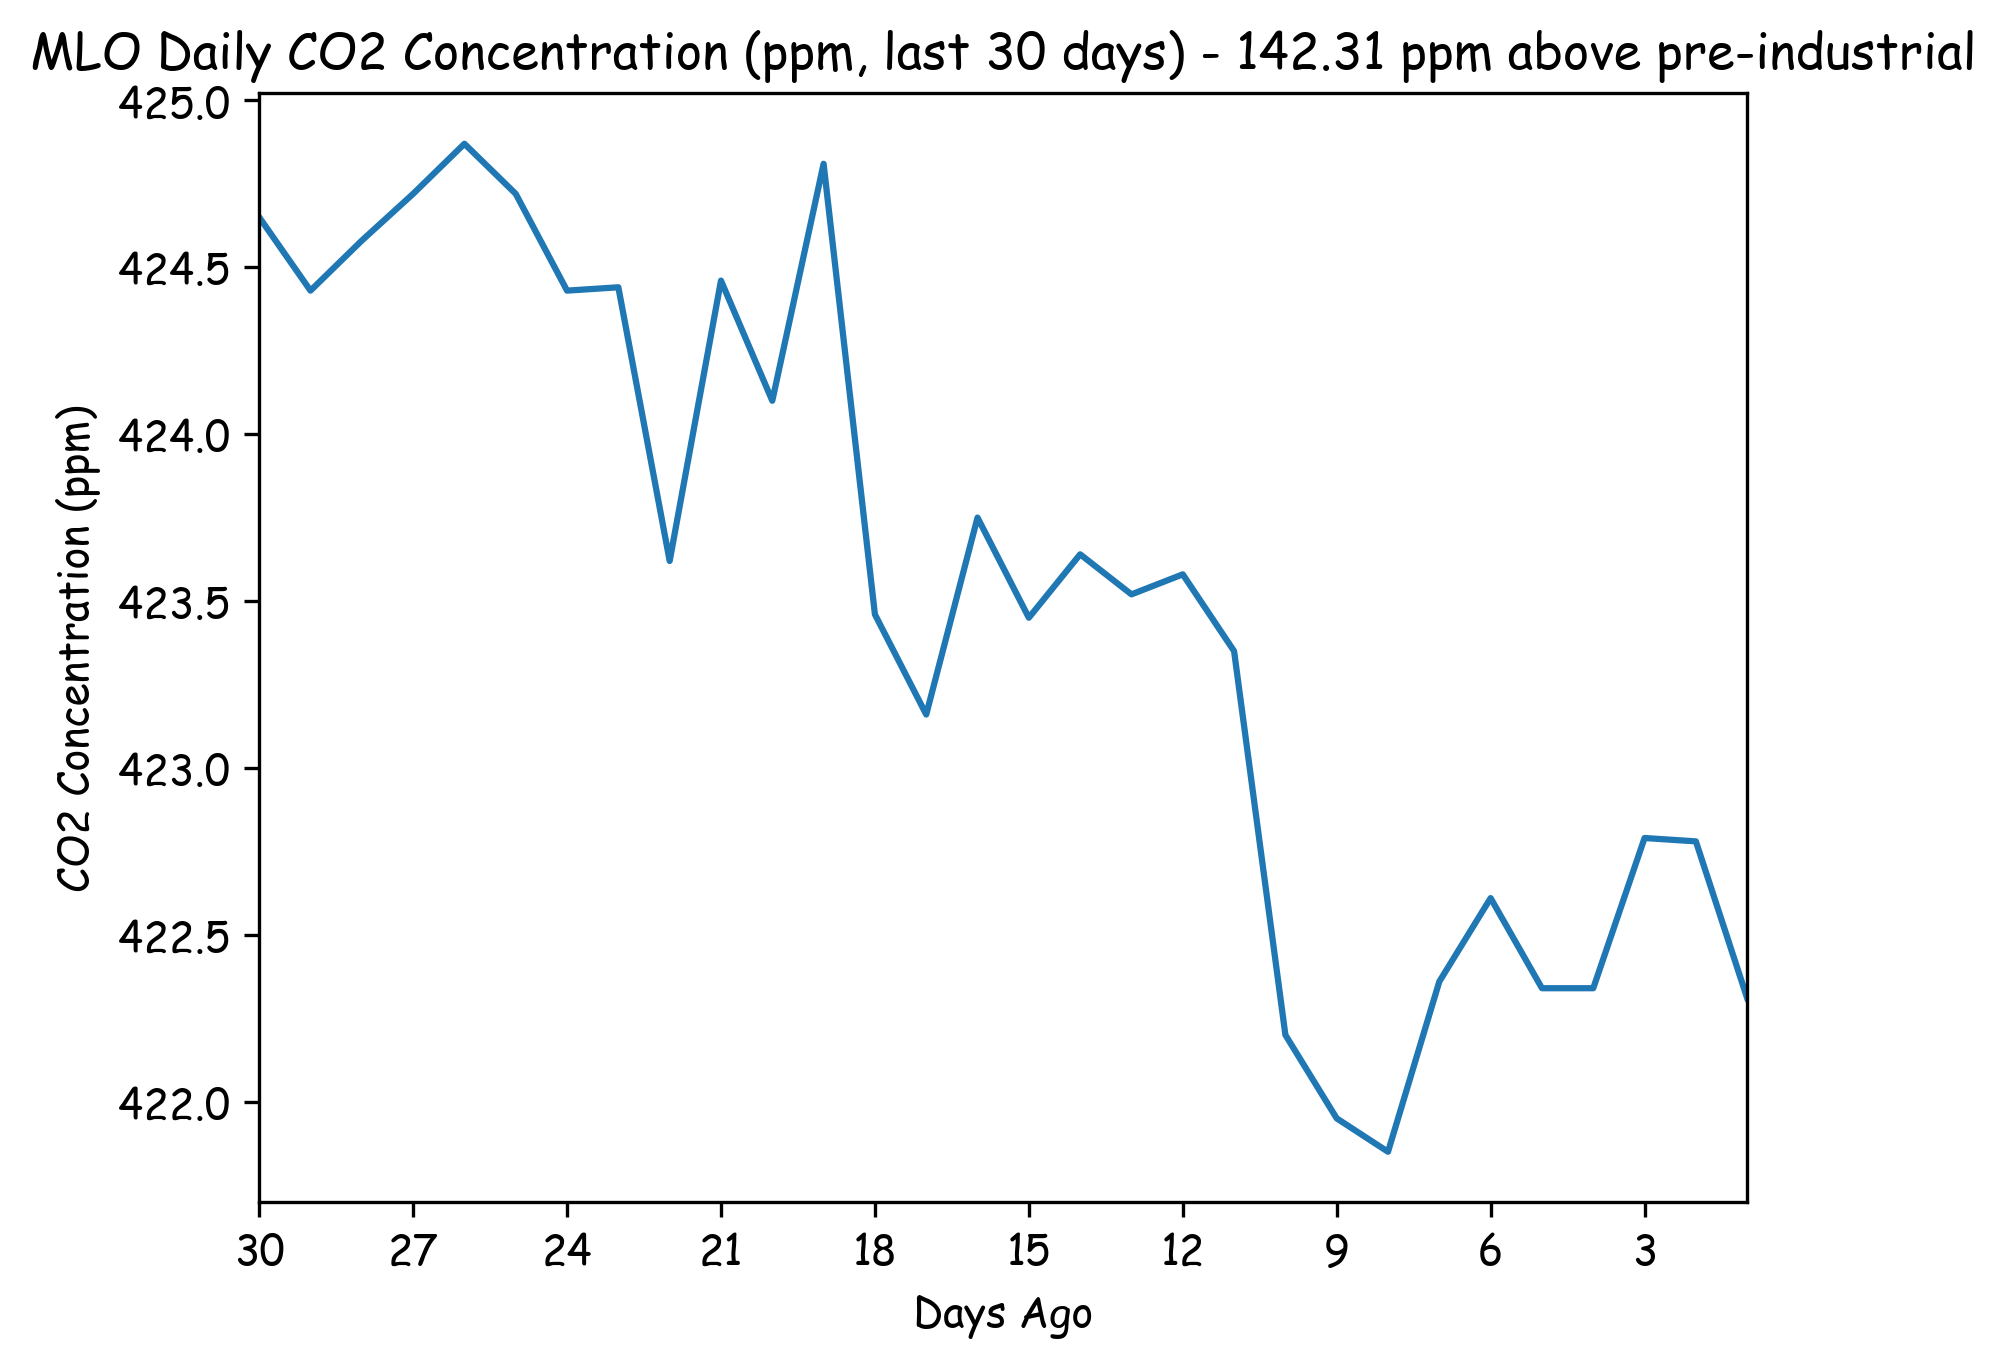 MLO Daily CO2 Concentration (ppm, last 30 days) - 142.31 ppm above pre-industrial
425.0
424.5
424.0
423.5
423.0
422.5
422.0
CO2 Concentration (ppm)
30 27 24 21 18 15 12 9 6 3
Days Ago